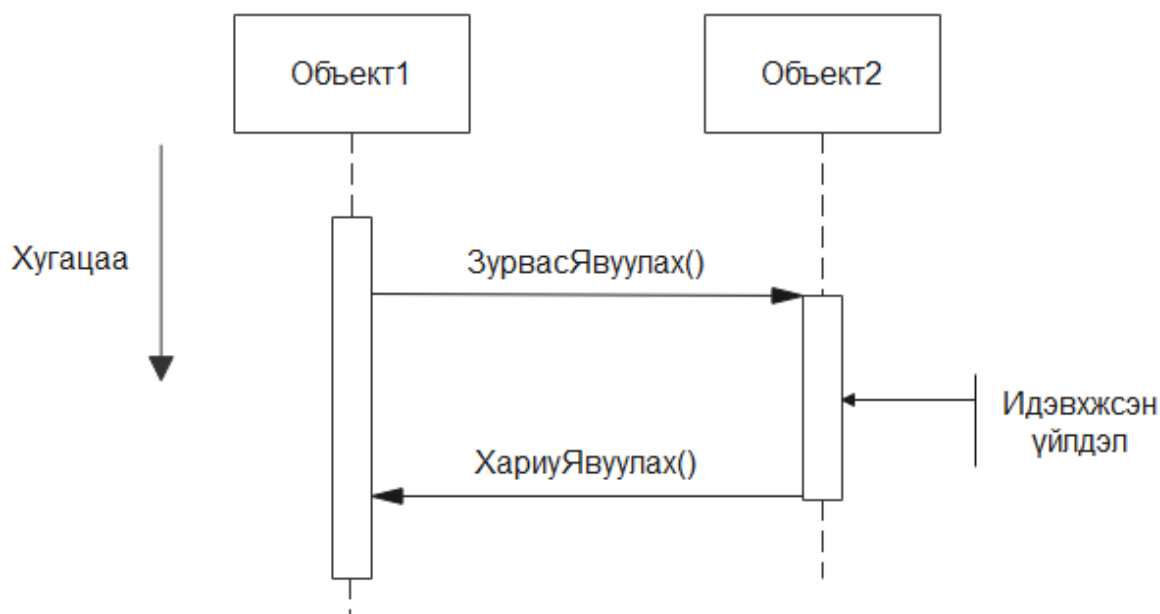 Объект1
Объект2
Хугацаа
ЗурвасЯвуулах()
Идэвхжсэн
үйлдэл
ХариуЯвуулах()